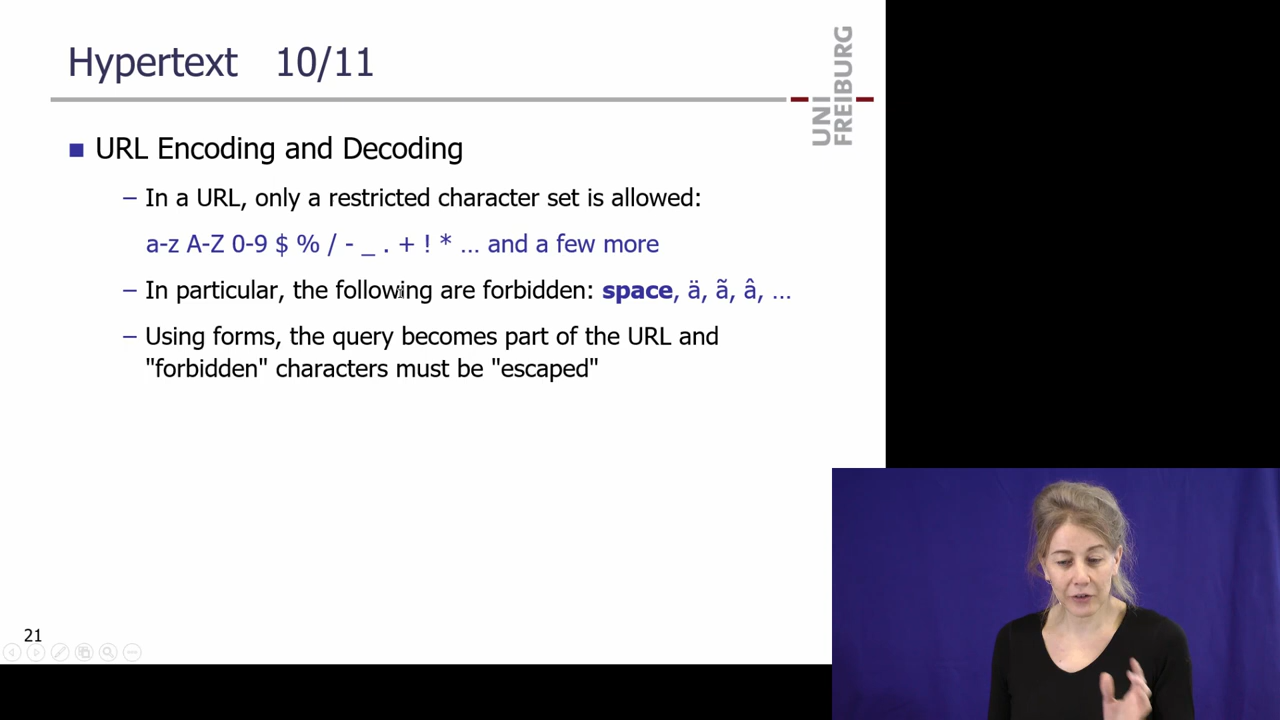 Hypertext 10/11
UNI
FREIBURG
■ URL Encoding and Decoding
– In a URL, only a restricted character set is allowed:
a-z A-Z 0-9 $ % / - _ . + ! * … and a few more
– In particular, the following are forbidden: space, ä, ã, â, …
– Using forms, the query becomes part of the URL and
"forbidden" characters must be "escaped"
21